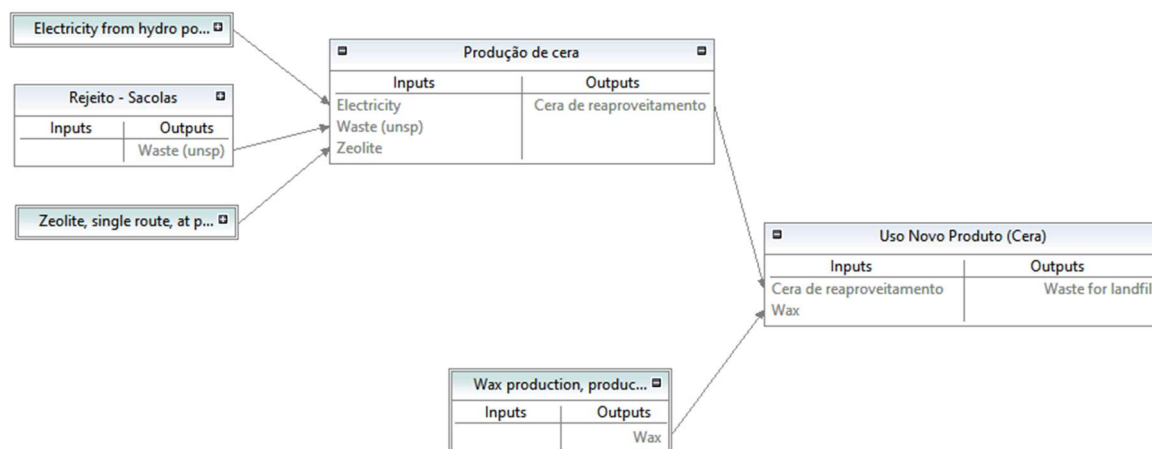 Electricity from hydro po...
Rejeito - Sacolas
Inputs Outputs
Waste (unsp)
Zeolite, single route, at p...
Produção de cera
Inputs Outputs
Electricity Cera de reaproveitamento
Waste (unsp)
Zeolite
Uso Novo Produto (Cera)
Inputs Outputs
Cera de reaproveitamento Waste for landfil
Wax
Wax production, produc...
Inputs Outputs
Wax